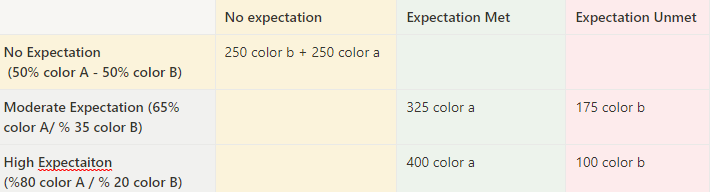 No expectation Expectation Met Expectation Unmet
No Expectation 250 color b + 250 color a
(50% color A - 50% color B)
Moderate Expectation (65% 325 color a 175 color b
color A/ % 35 color B)
High Expectaiton 400 color a 100 color b
(%80 color A / % 20 color B)